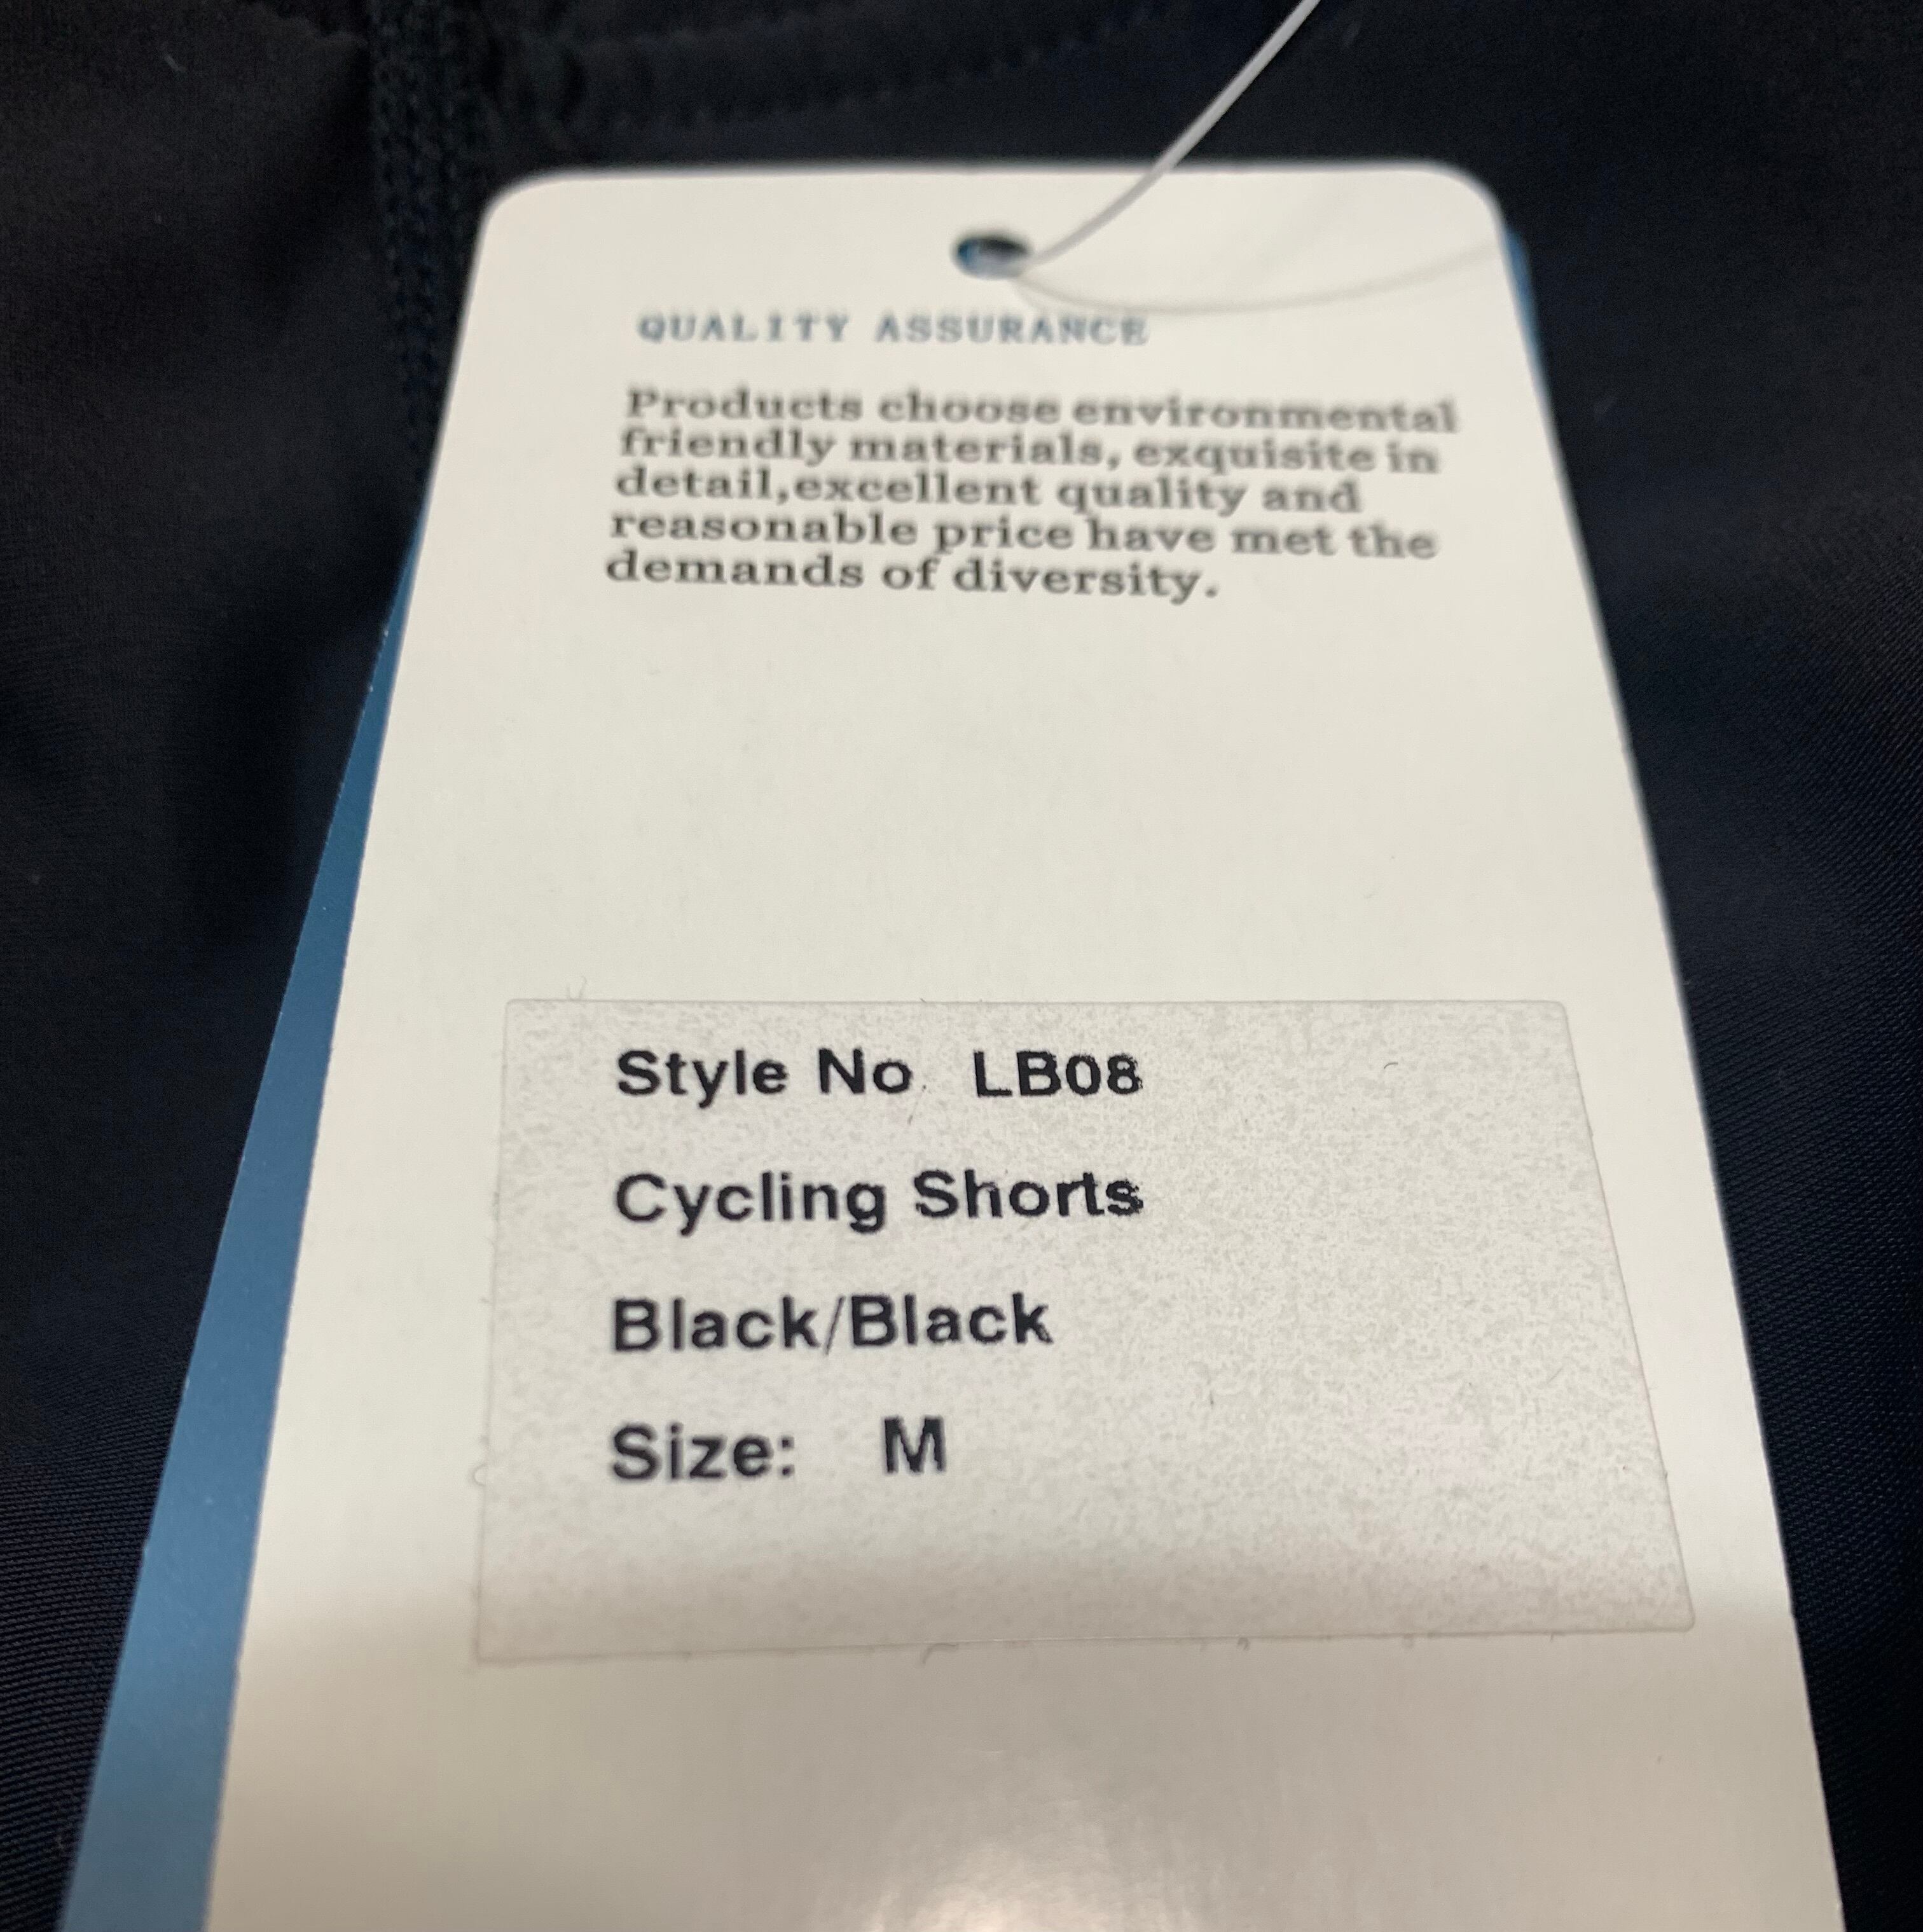 QUALITY ASSURANCE
Products choose environmental
friendly materials, exquisite in
detail,excellent quality and
reasonable price have met the
demands of diversity.
Style No. LB08
Cycling Shorts
Black/Black
Size: M